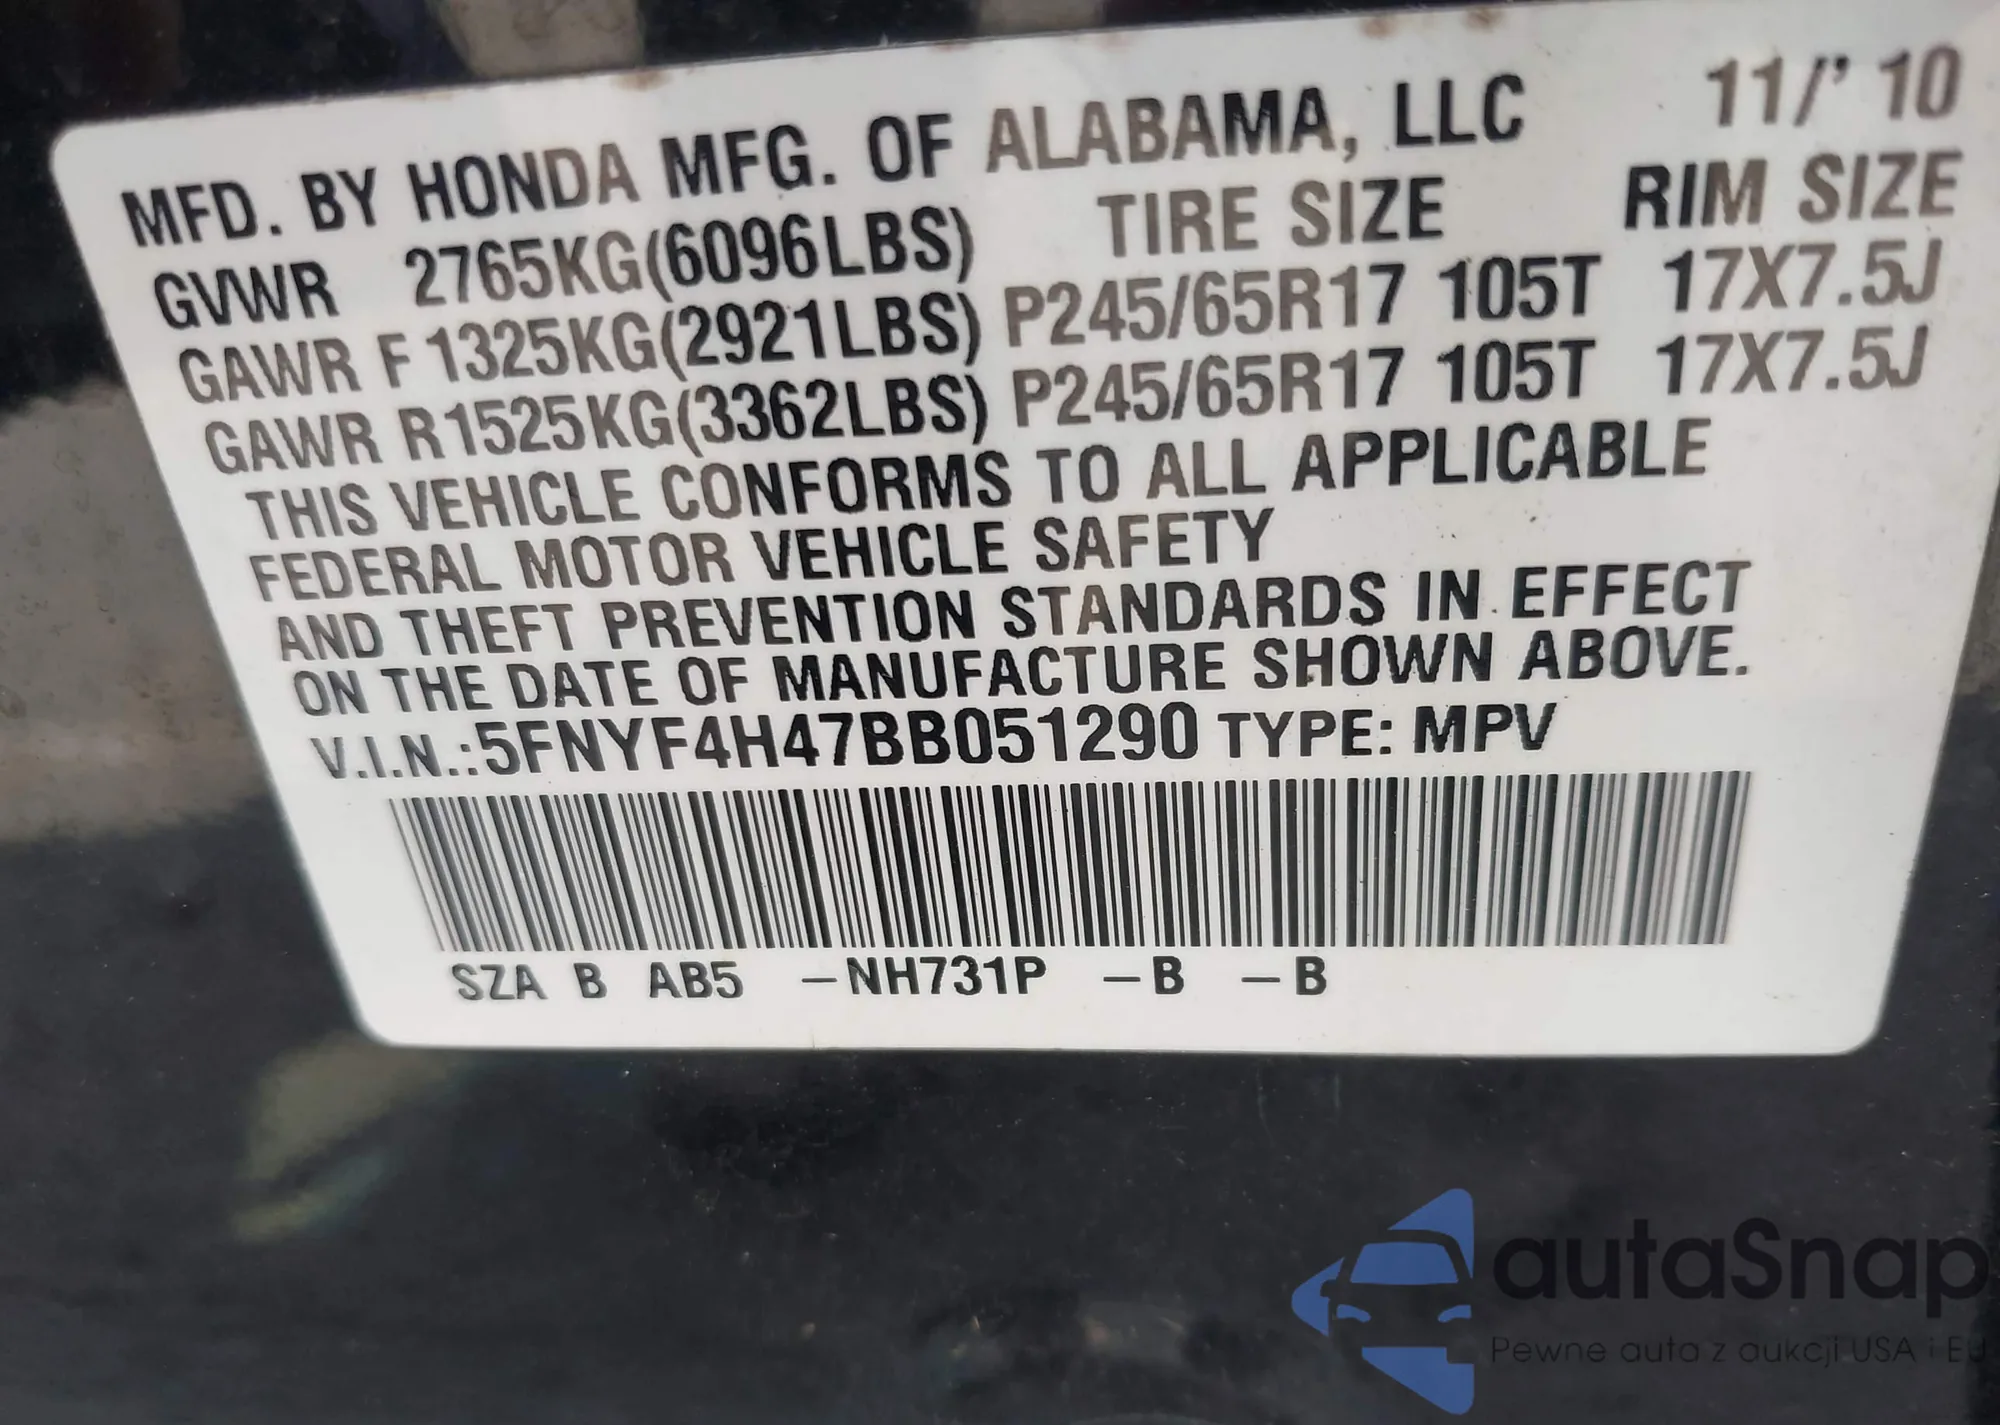 MFD. BY HONDA MFG. OF ALABAMA, LLC 11/'10
GVWR 2765KG(6096LBS) TIRE SIZE RIM SIZE
GAWR F 1325KG(2921LBS) P245/65R17 105T 17X7.5J
GAWR R1525KG(3362LBS) P245/65R17 105T 17X7.5J
THIS VEHICLE CONFORMS TO ALL APPLICABLE
FEDERAL MOTOR VEHICLE SAFETY
AND THEFT PREVENTION STANDARDS IN EFFECT
ON THE DATE OF MANUFACTURE SHOWN ABOVE.
V.I.N.:5FNYF4H47BB051290 TYPE: MPV
SZA B AB5 –NH731P –B –B
autaSnap
Pewne auta z aukcji USA i EU